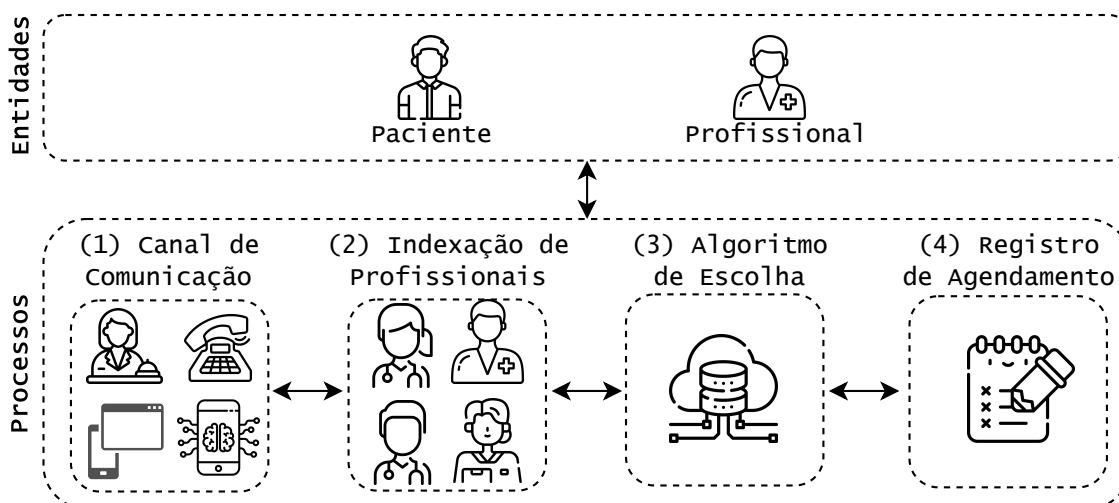 Entidades
Paciente
Profissional
Processos
(1) Canal de
Comunicação
(2) Indexação de
Profissionais
(3) Algoritmo
de Escolha
(4) Registro
de Agendamento